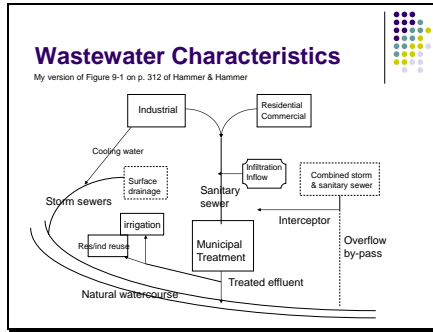 Wastewater Characteristics
My version of Figure 9-1 on p. 312 of Hammer & Hammer
Industrial
Residential
Commercial
Cooling water
Surface
drainage
Infiltration
Inflow
Combined storm
& sanitary sewer
Storm sewers
Sanitary
sewer
Interceptor
irrigation
Res/ind reuse
Municipal
Treatment
Overflow
by-pass
Treated effluent
Natural watercourse